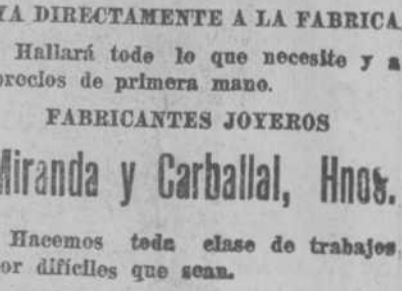 VA DIRECTAMENTE A LA FABRICA
Hallará todo lo que necesite y a
precios de primera mano.
FABRICANTES JOYEROS
Miranda y Carballal, Hnos.
Hacemos toda clase de trabajos
por difíciles que sean.